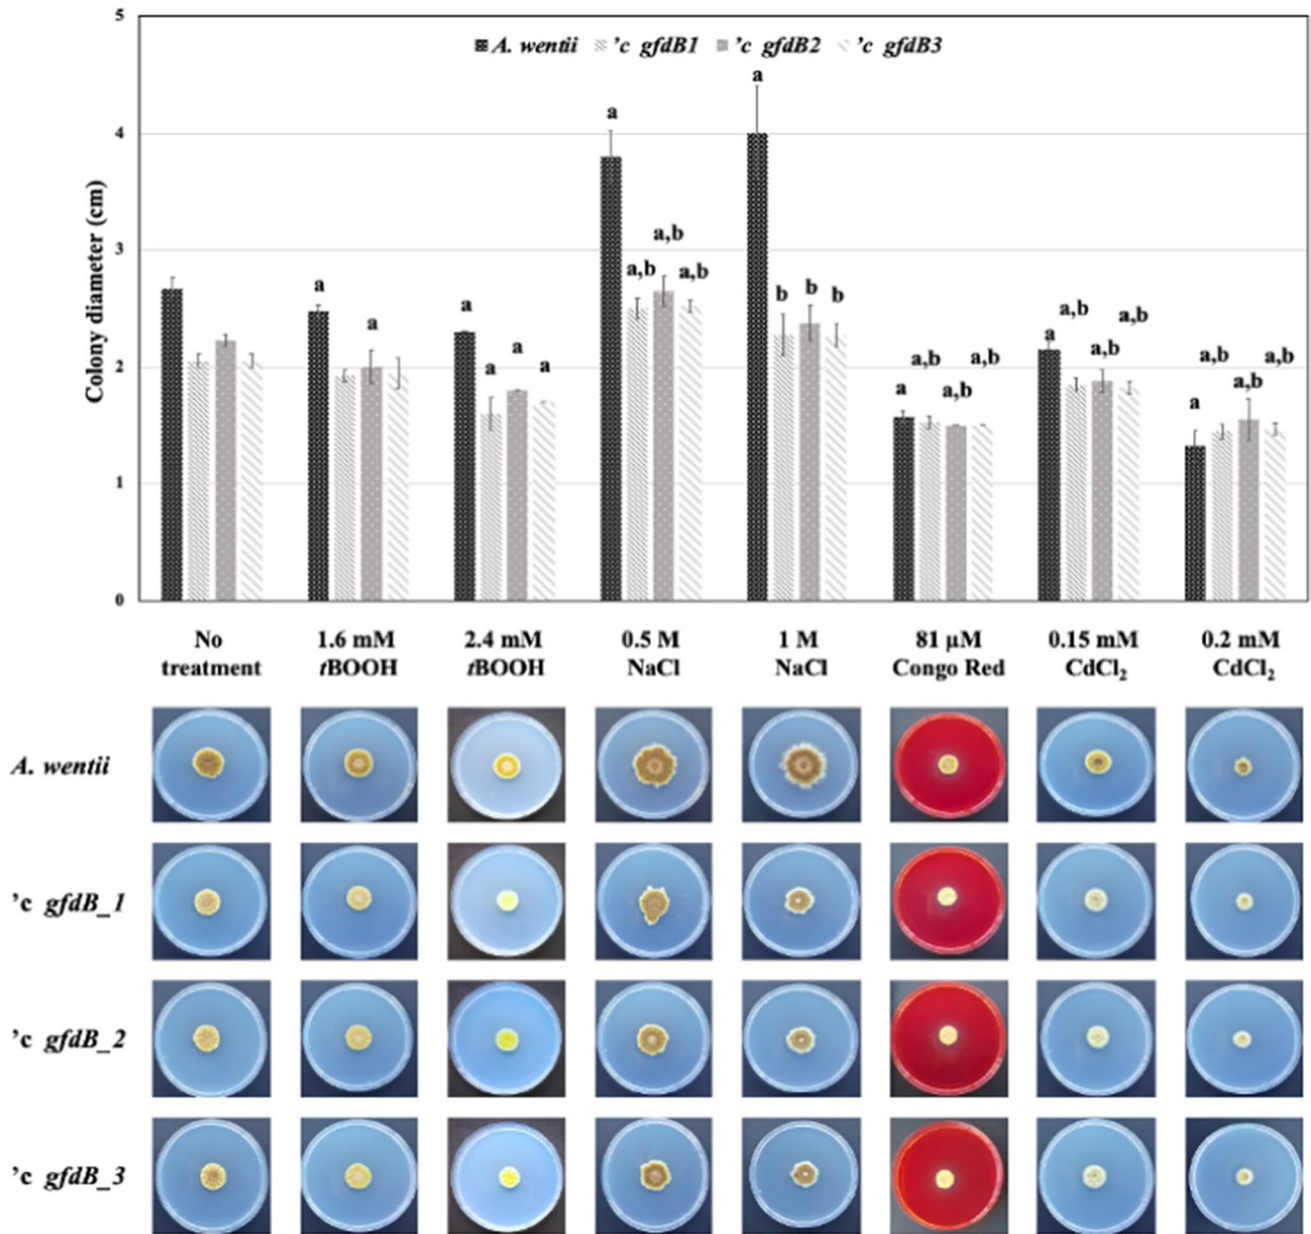 5
A. wentii 'c gfdB1 'c gfdB2 'c gfdB3
a
a
4
Colony diameter (cm)
3
a,b
a,b a,b
b b b
a
a
a
a,b a,b
a
a,b
2
a
a
a
a,b a,b
a
a,b
a,b a,b
a,b
a
1
0
No treatment
1.6 mM tBOOH
2.4 mM tBOOH
0.5 M NaCl
1 M NaCl
81 µM Congo Red
0.15 mM CdCl₂
0.2 mM CdCl₂
A. wentii
'c gfdB_1
'c gfdB_2
'c gfdB_3